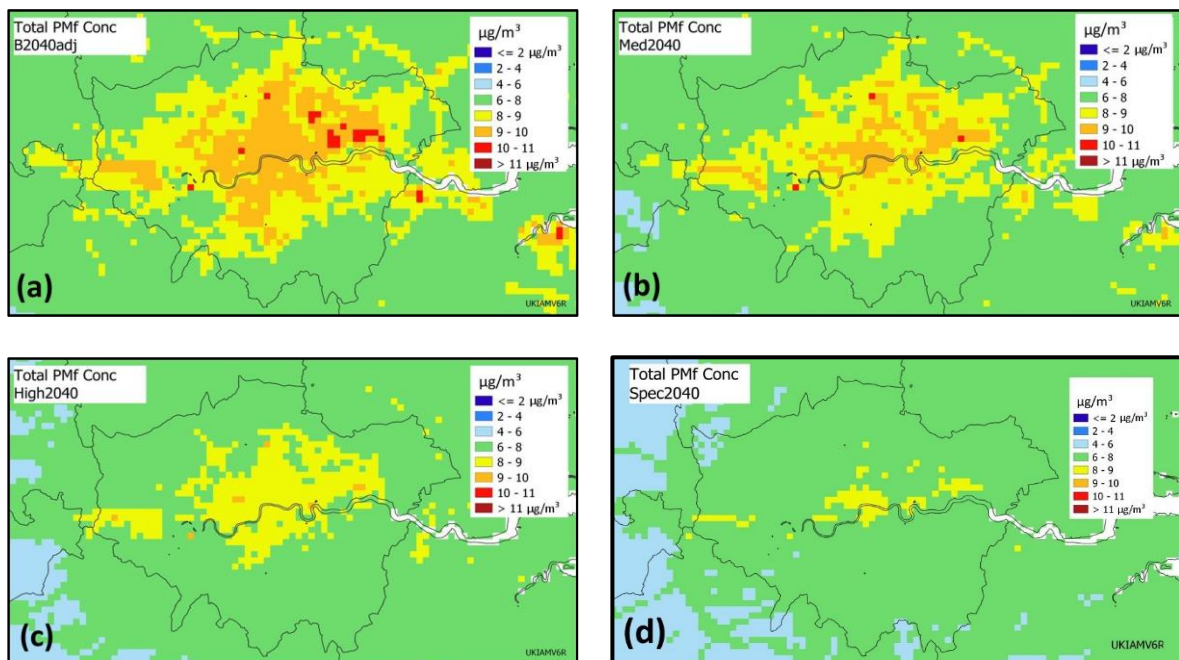 Total PMf Conc
B2040adj
µg/m³
<= 2 µg/m³
2 - 4
4 - 6
6 - 8
8 - 9
9 - 10
10 - 11
> 11 µg/m³
(a)
UKIAMV6R
Total PMf Conc
Med2040
µg/m³
<= 2 µg/m³
2 - 4
4 - 6
6 - 8
8 - 9
9 - 10
10 - 11
> 11 µg/m³
(b)
UKIAMV6R
Total PMf Conc
High2040
µg/m³
<= 2 µg/m³
2 - 4
4 - 6
6 - 8
8 - 9
9 - 10
10 - 11
> 11 µg/m³
(c)
UKIAMV6R
Total PMf Conc
Spec2040
µg/m³
<= 2 µg/m³
2 - 4
4 - 6
6 - 8
8 - 9
9 - 10
10 - 11
> 11 µg/m³
(d)
UKIAMV6R